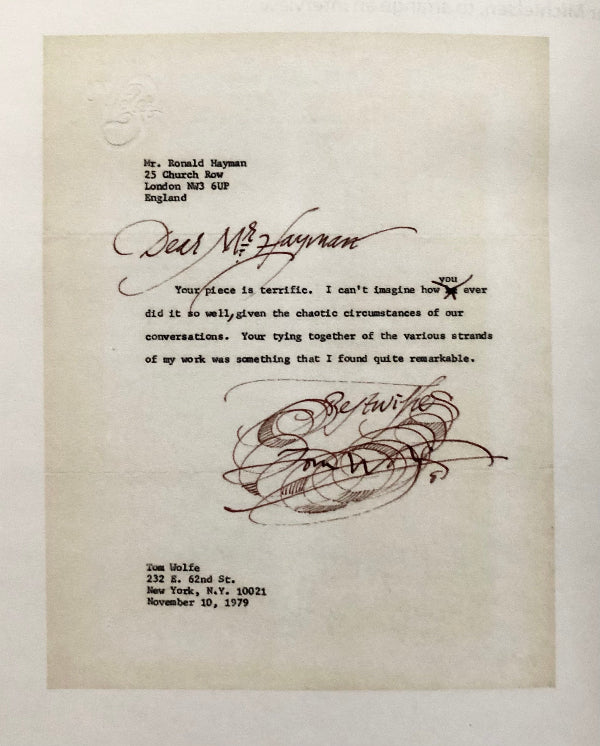 Mr. Ronald Hayman
25 Church Row
London NW3 6UP
England
Dear Mr. Hayman
you
Your piece is terrific. I can't imagine how ever
did it so well, given the chaotic circumstances of our
conversations. Your tying together of the various strands
of my work was something that I found quite remarkable.
Best wishes
Tom Wolfe
Tom Wolfe
232 E. 62nd St.
New York, N.Y. 10021
November 10, 1979